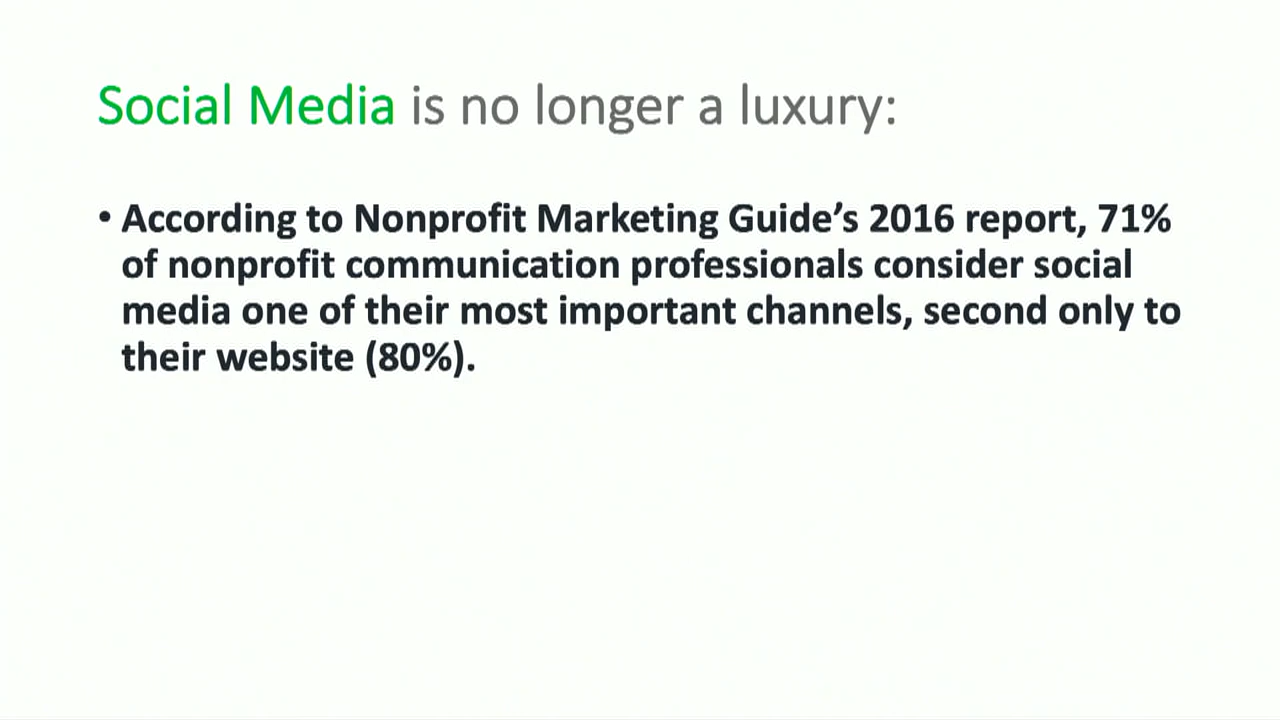 Social Media is no longer a luxury:
• According to Nonprofit Marketing Guide’s 2016 report, 71%
of nonprofit communication professionals consider social
media one of their most important channels, second only to
their website (80%).